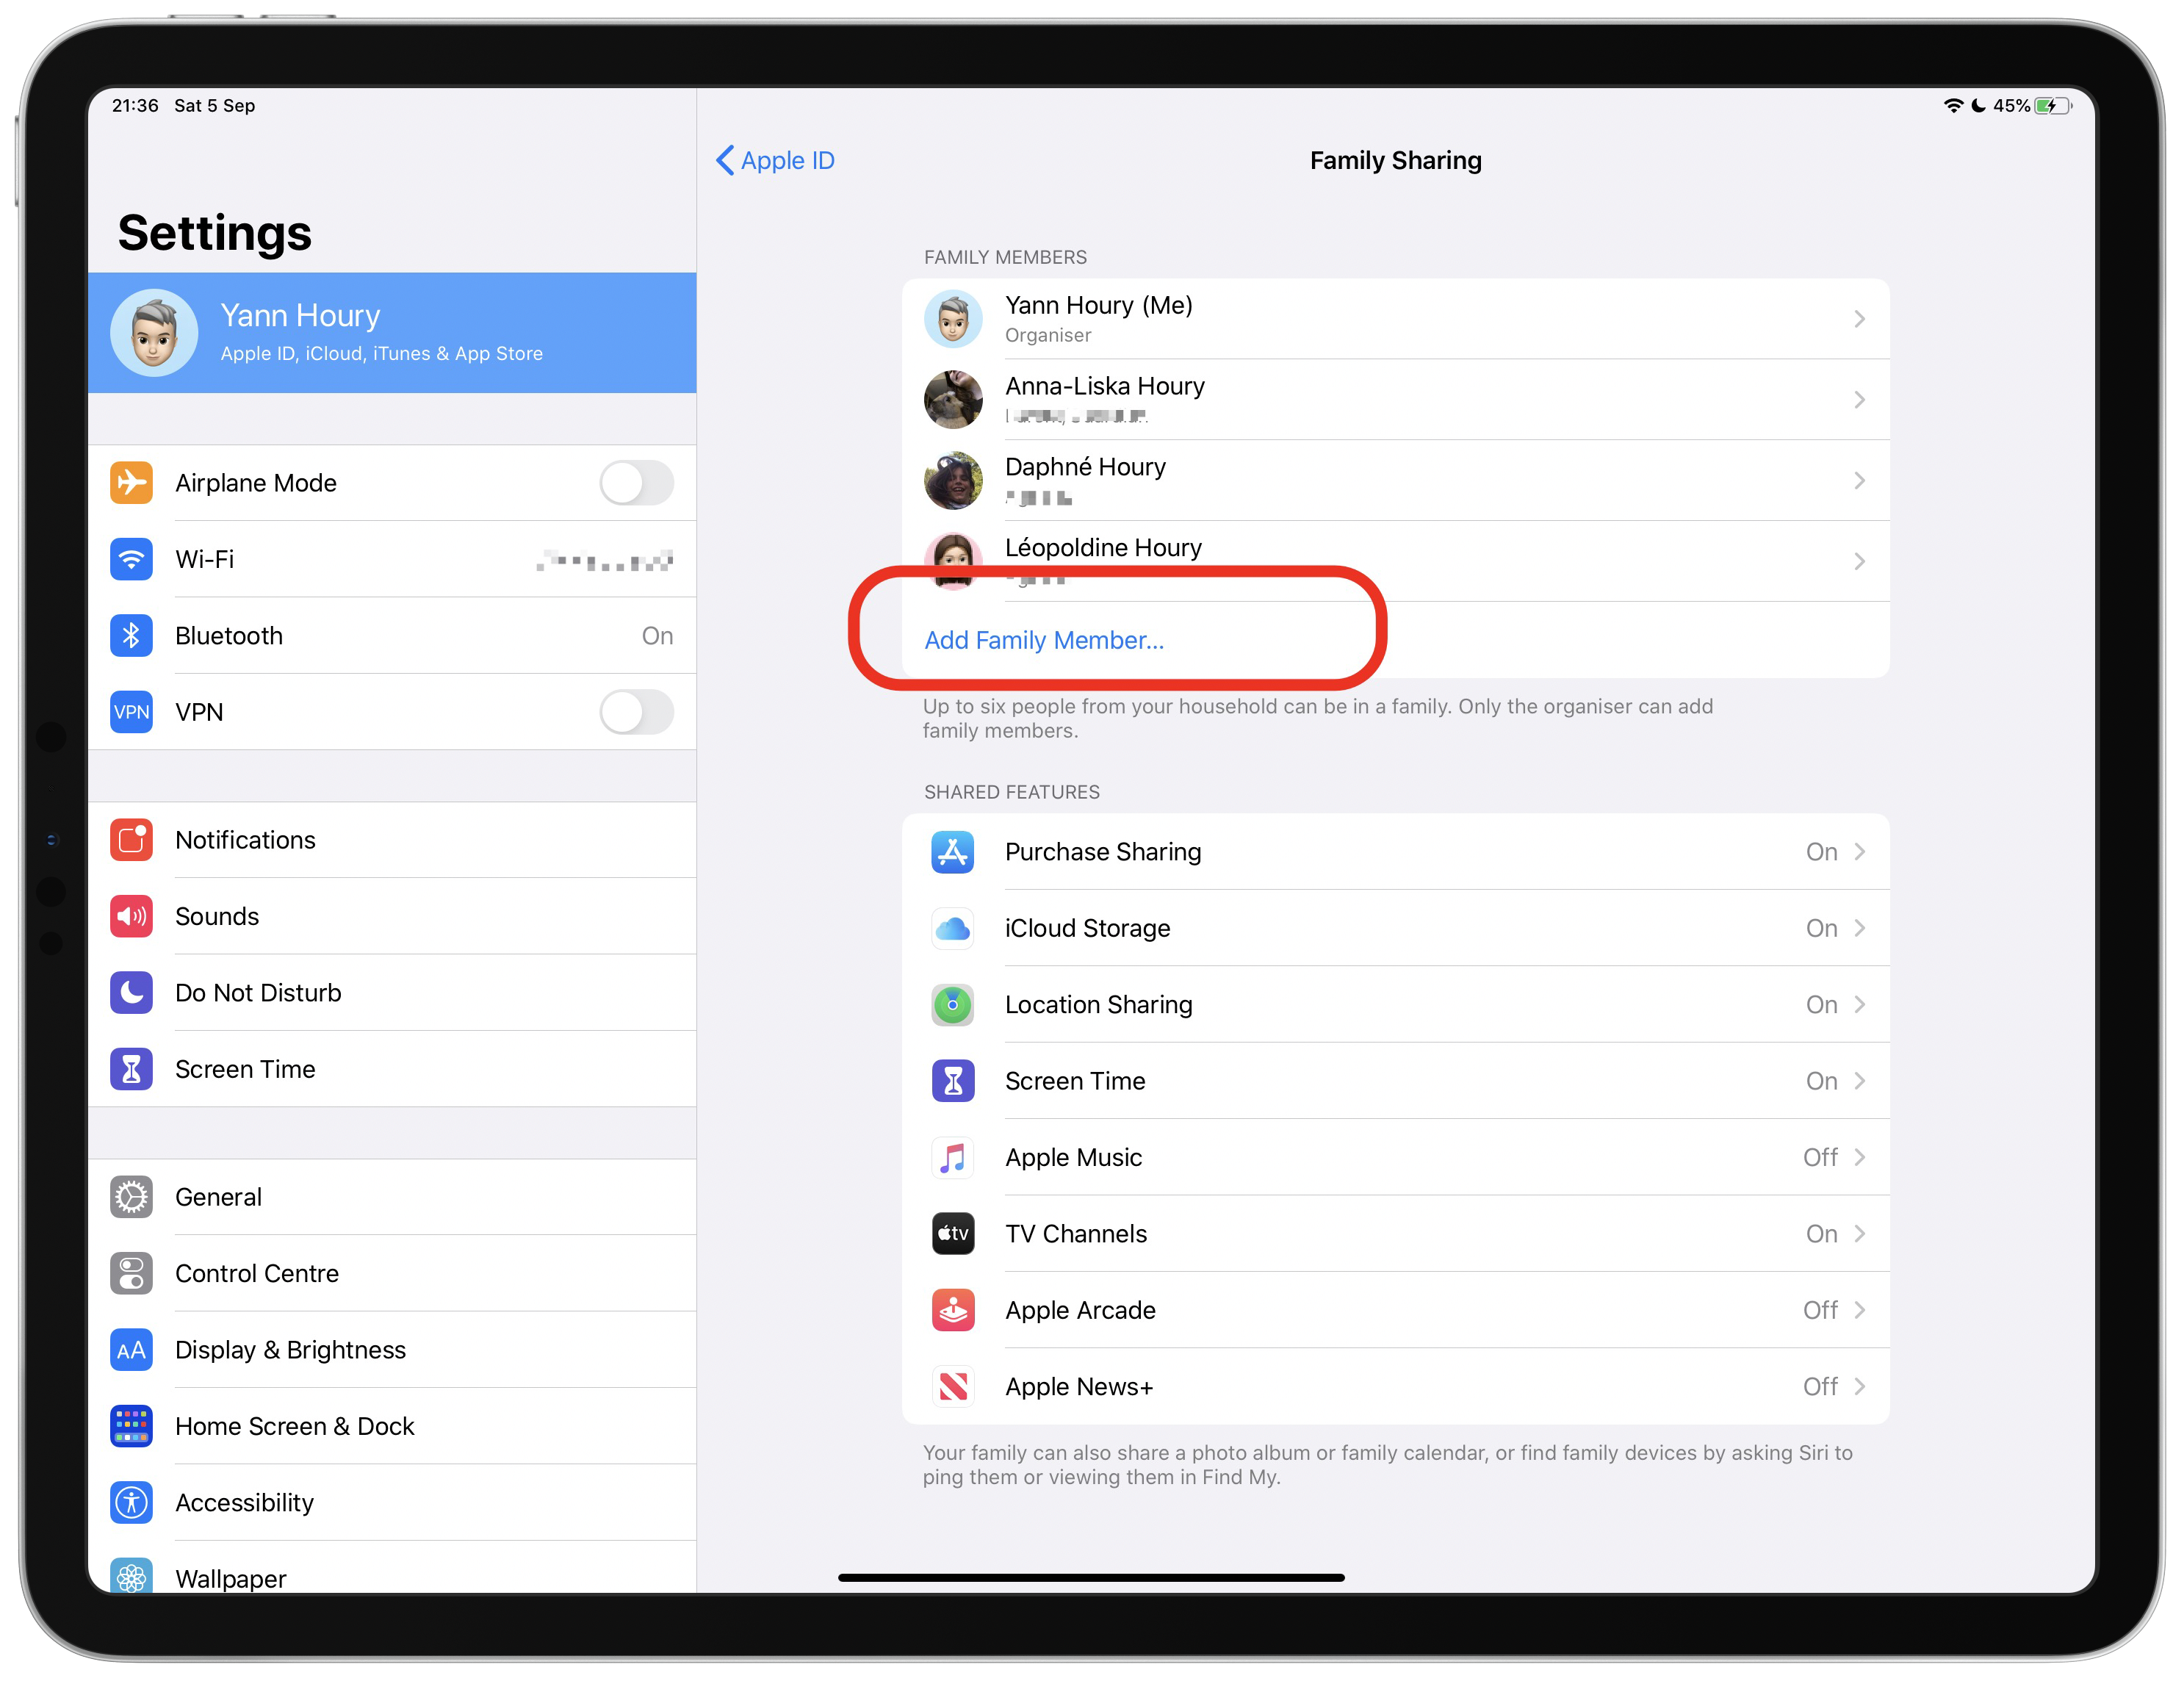 21:36 Sat 5 Sep
45%
Settings
Yann Houry
Apple ID, iCloud, iTunes & App Store
Airplane Mode
Wi-Fi
Bluetooth On
VPN VPN
Notifications
Sounds
Do Not Disturb
Screen Time
General
Control Centre
AA Display & Brightness
Home Screen & Dock
Accessibility
Wallpaper
Apple ID
Family Sharing
FAMILY MEMBERS
Yann Houry (Me)
Organiser
Anna-Liska Houry
Daphné Houry
Léopoldine Houry
Add Family Member...
Up to six people from your household can be in a family. Only the organiser can add
family members.
SHARED FEATURES
Purchase Sharing On
iCloud Storage On
Location Sharing On
Screen Time On
Apple Music Off
tv TV Channels On
Apple Arcade Off
Apple News+ Off
Your family can also share a photo album or family calendar, or find family devices by asking Siri to
ping them or viewing them in Find My.